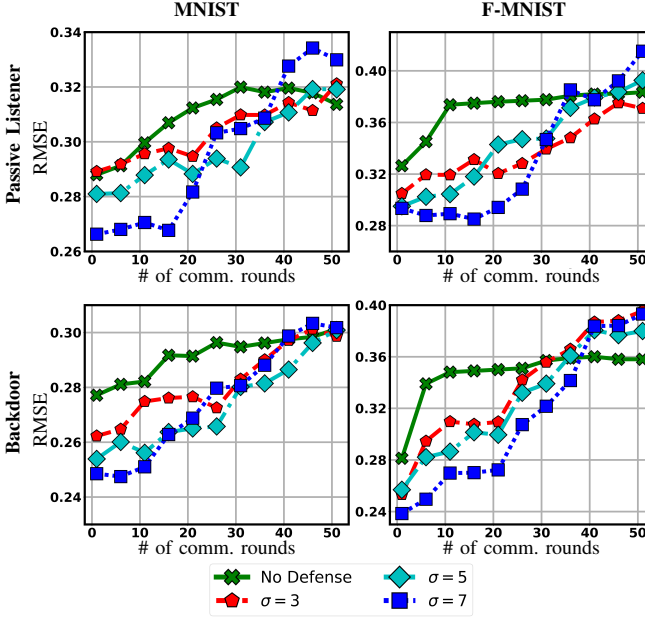 MNIST
F-MNIST
Passive Listener
RMSE
0.34
0.32
0.30
0.28
0.26
0 10 20 30 40 50
# of comm. rounds
0.40
0.36
0.32
0.28
0 10 20 30 40 50
# of comm. rounds
Backdoor
RMSE
0.30
0.28
0.26
0.24
0 10 20 30 40 50
# of comm. rounds
0.40
0.36
0.32
0.28
0.24
0 10 20 30 40 50
# of comm. rounds
No Defense
σ = 3
σ = 5
σ = 7